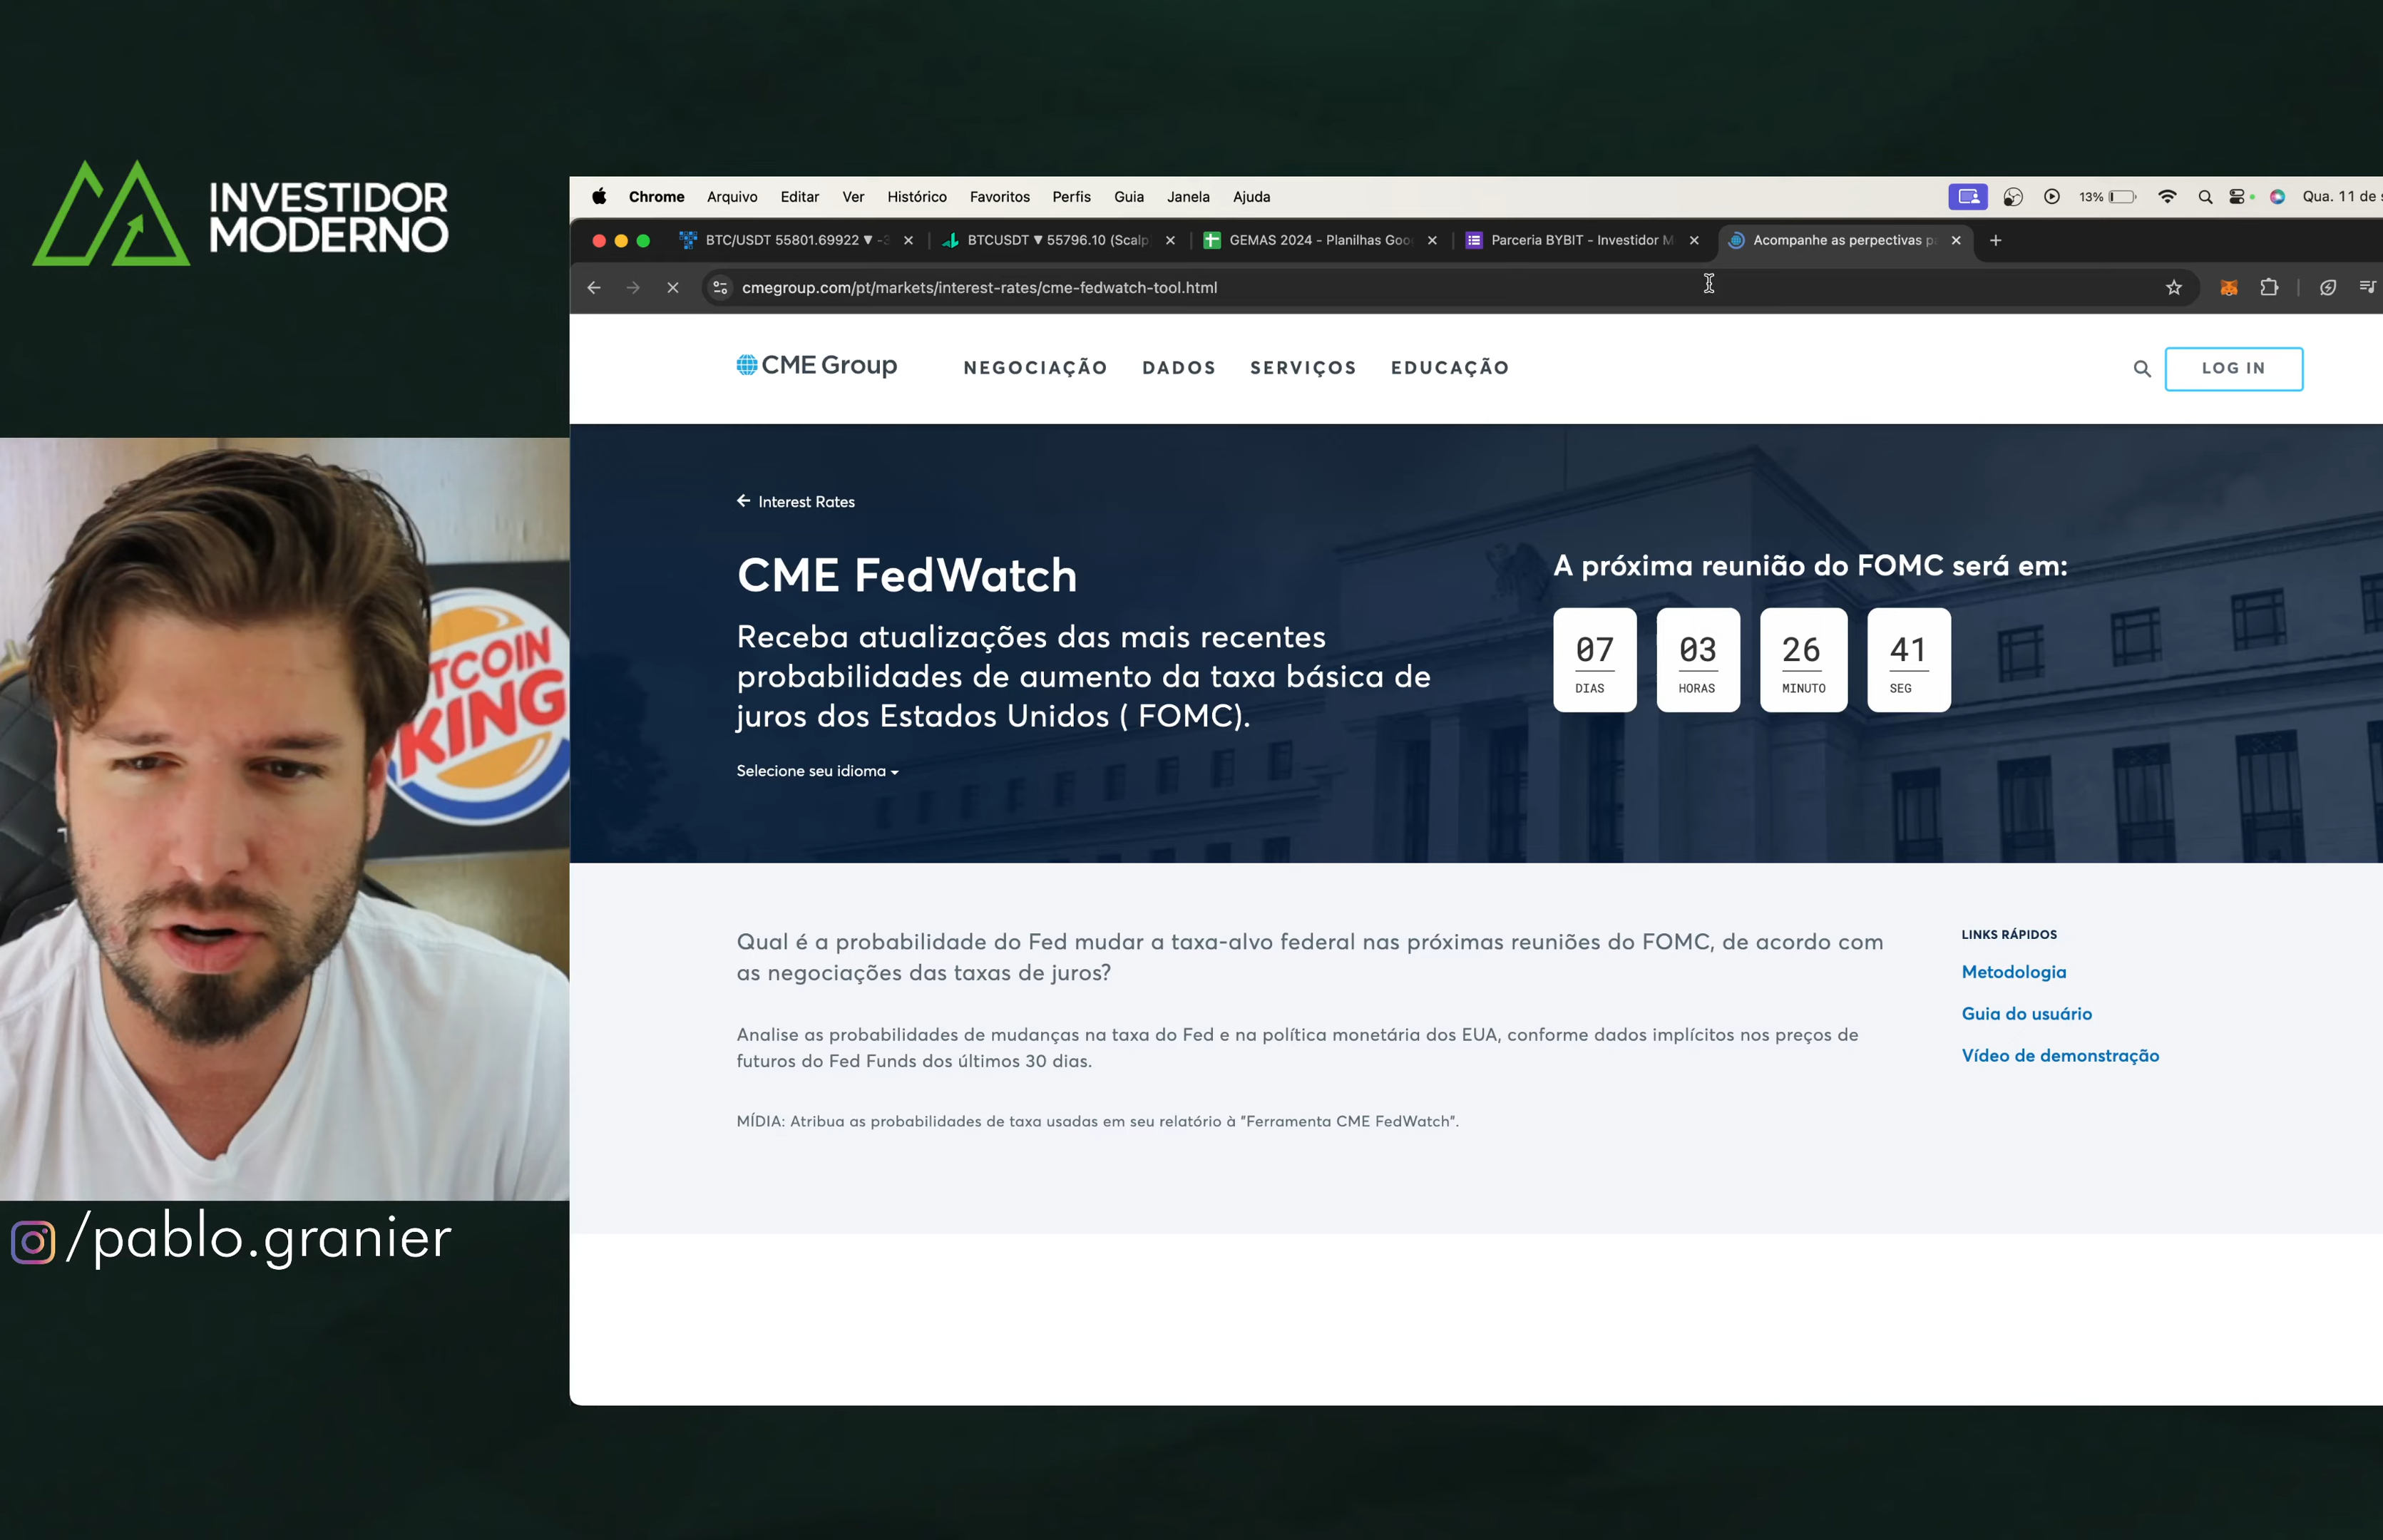 INVESTIDOR
MODERNO
Chrome Arquivo Editar Ver Histórico Favoritos Perfis Guia Janela Ajuda 13% Qua. 11 de
BTC/USDT 55801.69922 ▼ BTCUSDT ▼ 55796.10 (Scalp GEMAS 2024 - Planilhas Goo Parceria BYBIT - Investidor M Acompanhe as perpectivas p
cmegroup.com/pt/markets/interest-rates/cme-fedwatch-tool.html
CME Group NEGOCIAÇÃO DADOS SERVIÇOS EDUCAÇÃO LOG IN
← Interest Rates
CME FedWatch
Receba atualizações das mais recentes
probabilidades de aumento da taxa básica de
juros dos Estados Unidos ( FOMC).
Selecione seu idioma
A próxima reunião do FOMC será em:
07 03 26 41
DIAS HORAS MINUTO SEG
TCOIN
KING
Qual é a probabilidade do Fed mudar a taxa-alvo federal nas próximas reuniões do FOMC, de acordo com
as negociações das taxas de juros?
Analise as probabilidades de mudanças na taxa do Fed e na política monetária dos EUA, conforme dados implícitos nos preços de
futuros do Fed Funds dos últimos 30 dias.
MÍDIA: Atribua as probabilidades de taxa usadas em seu relatório à "Ferramenta CME FedWatch".
LINKS RÁPIDOS
Metodologia
Guia do usuário
Vídeo de demonstração
/pablo.granier